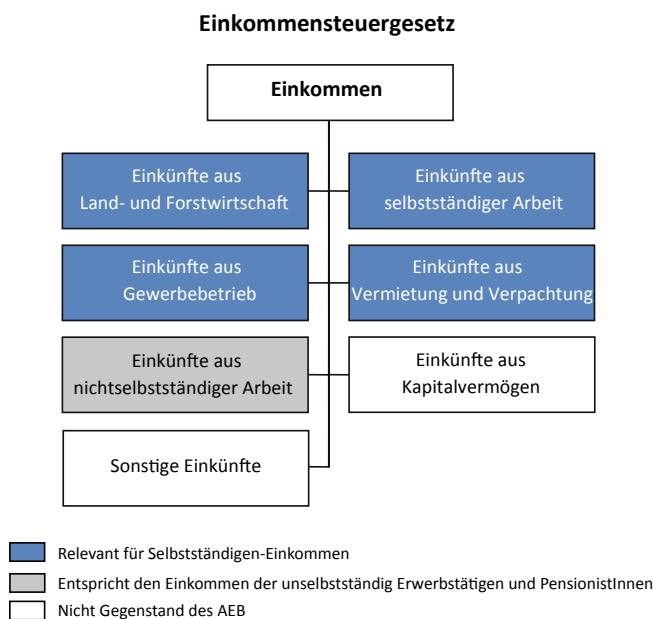 Einkommensteuergesetz
Einkommen
Einkünfte aus
Land- und Forstwirtschaft
Einkünfte aus
selbstständiger Arbeit
Einkünfte aus
Gewerbebetrieb
Einkünfte aus
Vermietung und Verpachtung
Einkünfte aus
nichtselbstständiger Arbeit
Einkünfte aus
Kapitalvermögen
Sonstige Einkünfte
Relevant für Selbstständigen-Einkommen
Entspricht den Einkommen der unselbstständig Erwerbstätigen und PensionistInnen
Nicht Gegenstand des AEB